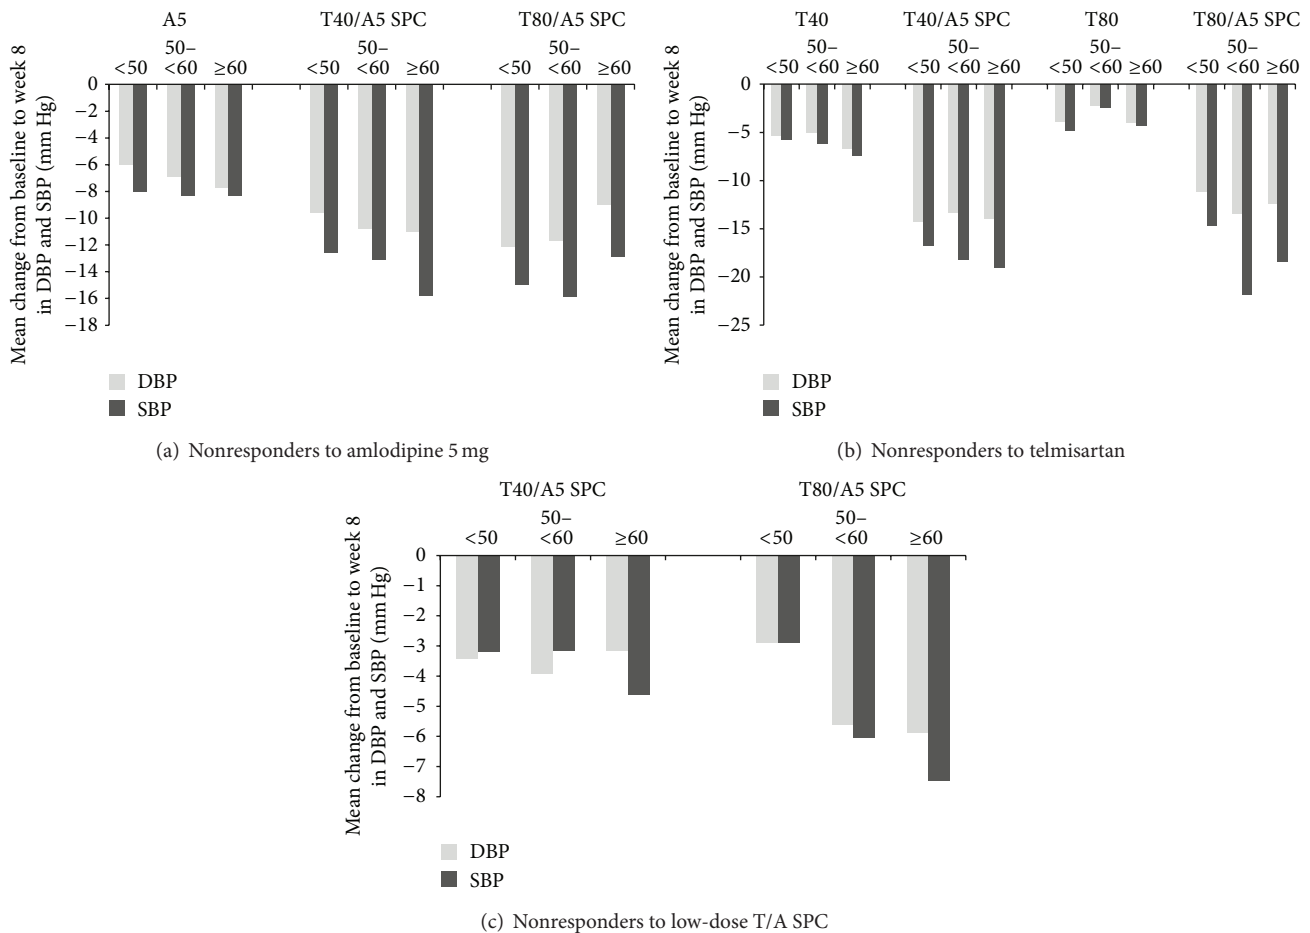 A5 T40/A5 SPC T80/A5 SPC
<50 50–<60 ≥60 <50 50–<60 ≥60 <50 50–<60 ≥60
0
−2
−4
−6
−8
−10
−12
−14
−16
−18
Mean change from baseline to week 8
in DBP and SBP (mm Hg)
DBP
SBP
(a) Nonresponders to amlodipine 5 mg
T40 T40/A5 SPC T80 T80/A5 SPC
<50 50–<60 ≥60 <50 50–<60 ≥60 <50 50–<60 ≥60 <50 50–<60 ≥60
0
−5
−10
−15
−20
−25
Mean change from baseline to week 8
in DBP and SBP (mm Hg)
DBP
SBP
(b) Nonresponders to telmisartan
T40/A5 SPC T80/A5 SPC
<50 50–<60 ≥60 <50 50–<60 ≥60
0
−1
−2
−3
−4
−5
−6
−7
−8
Mean change from baseline to week 8
in DBP and SBP (mm Hg)
DBP
SBP
(c) Nonresponders to low-dose T/A SPC